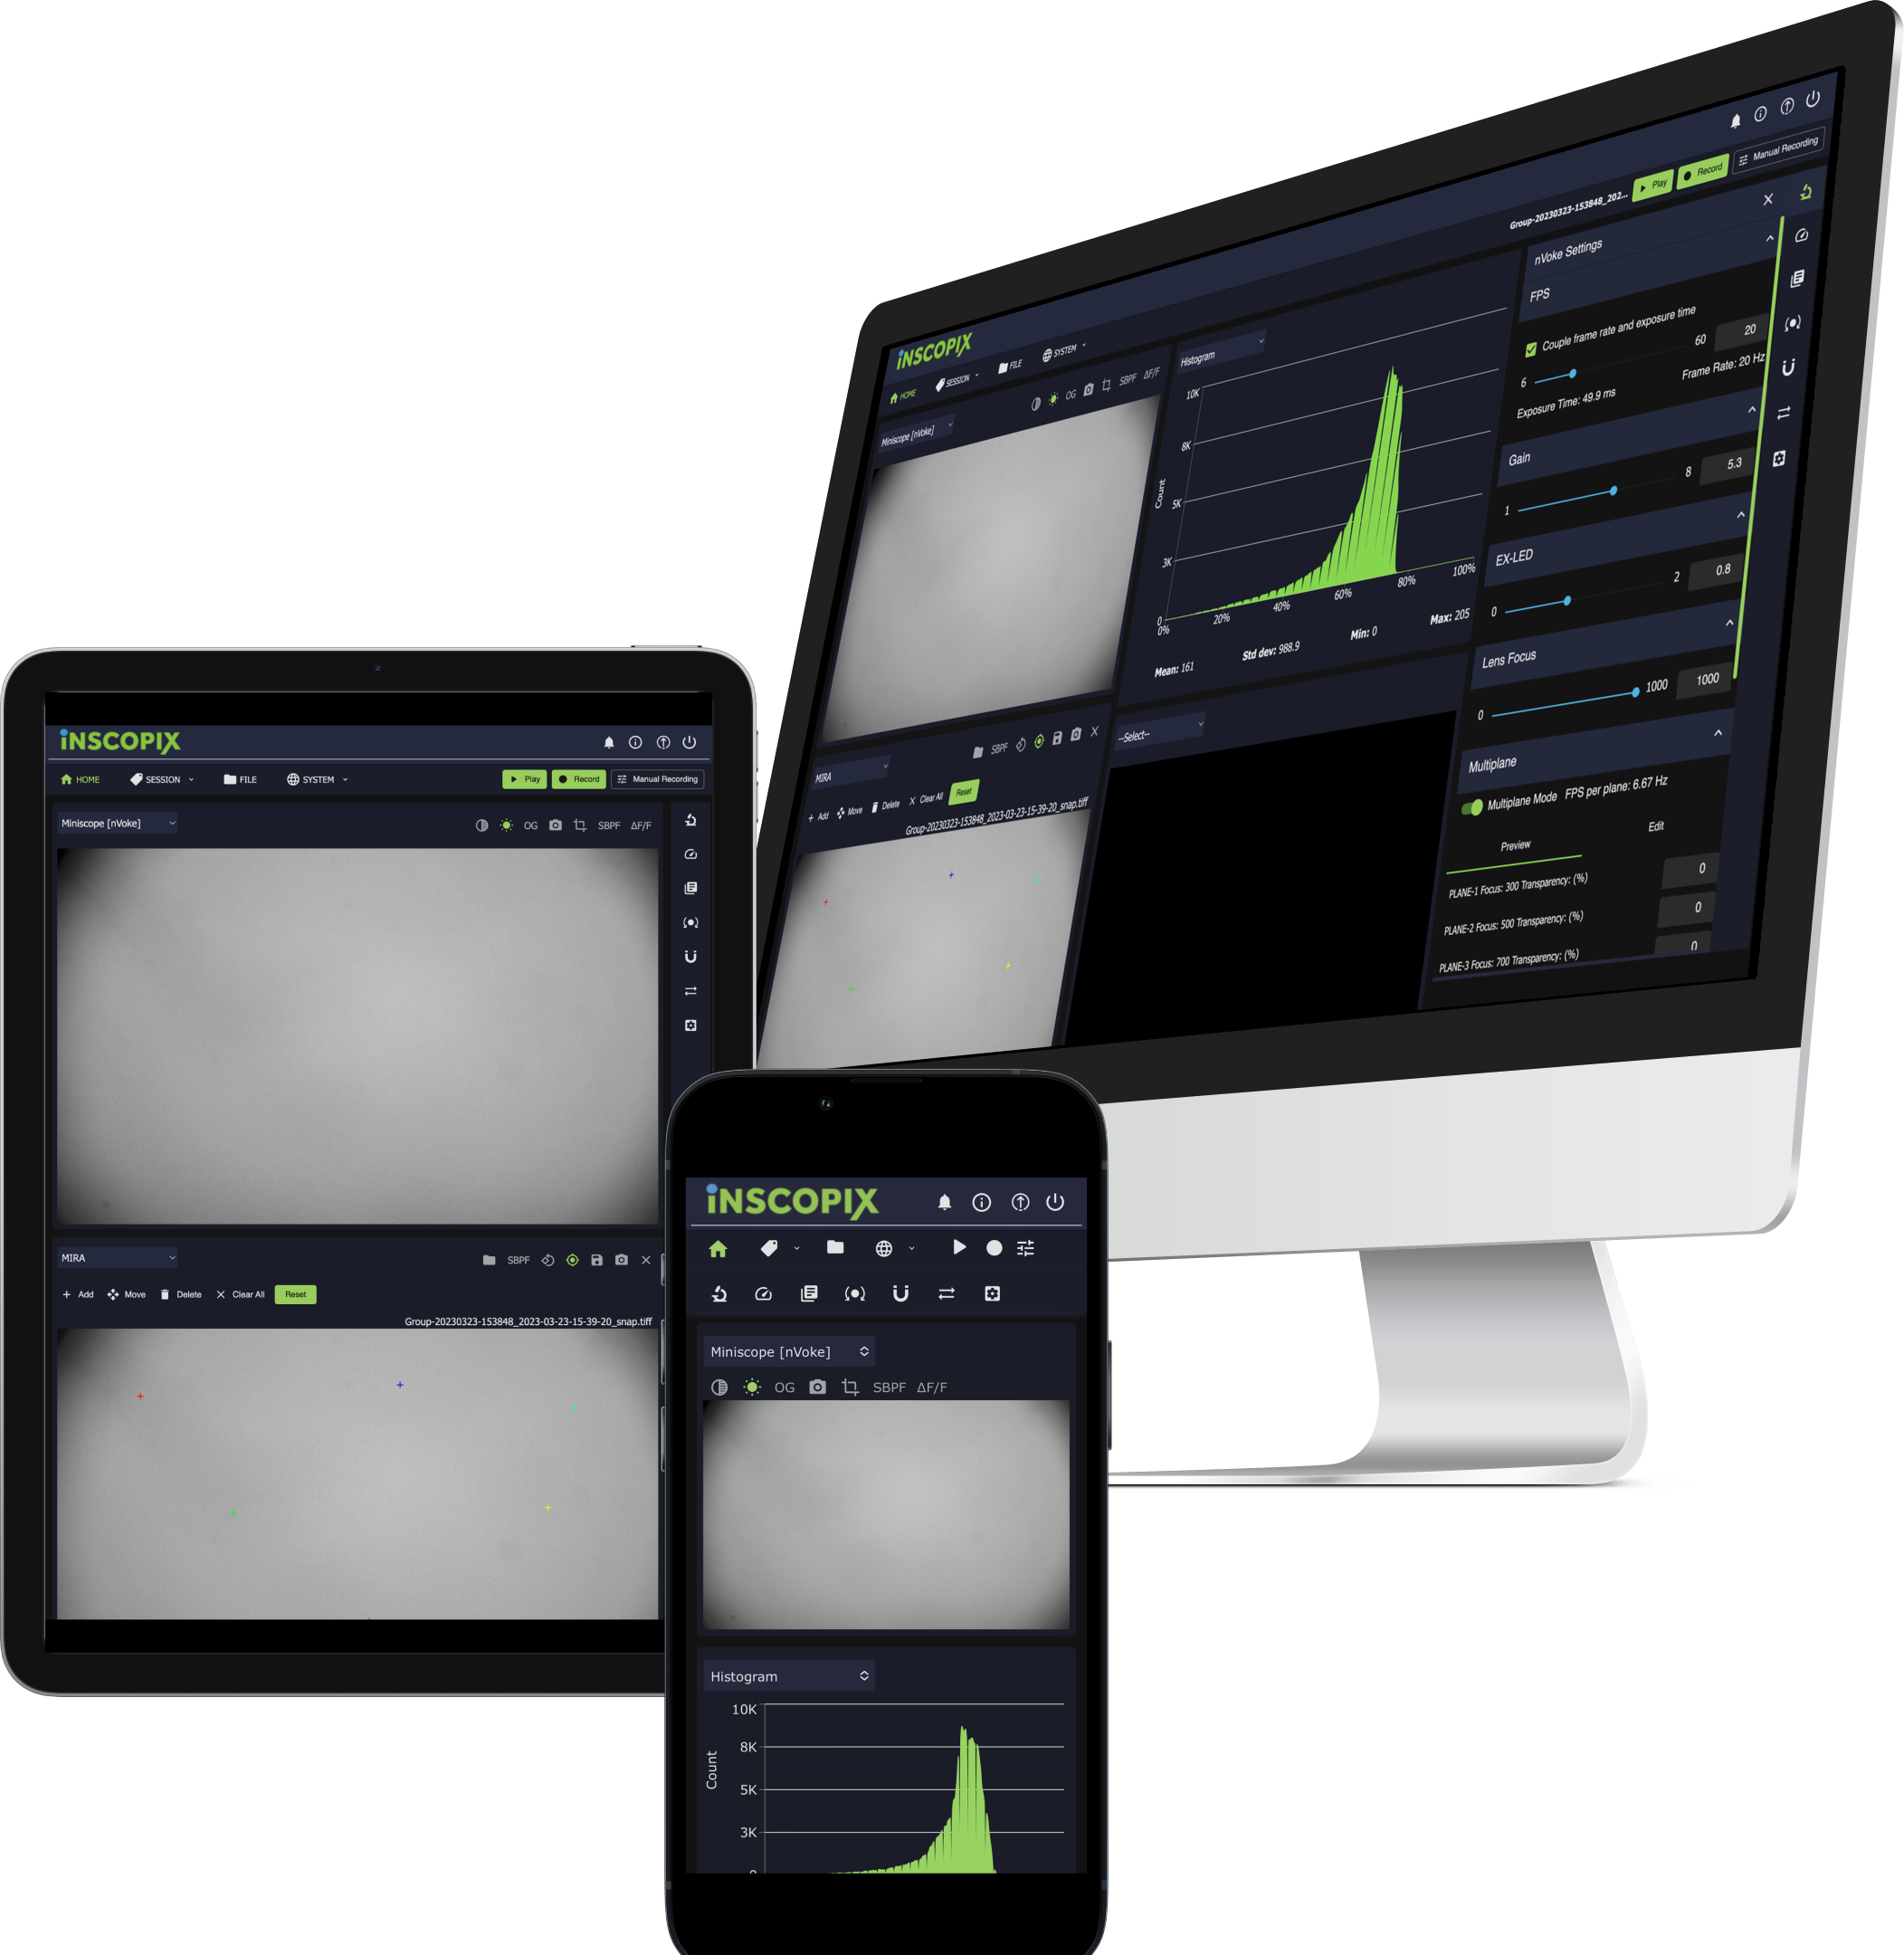 iNSCOPIX
Group-20230323-153848_202... Play Record Manual Recording
HOME SESSION FILE SYSTEM
Miniscope [nVoke]
OG SBPF ΔF/F
Histogram
10K
8K
5K
3K
0
Count
0% 20% 40% 60% 80% 100%
Mean: 161 Std dev: 988.9 Min: 0 Max: 205
nVoke Settings
FPS
Couple frame rate and exposure time
6 60 20
Exposure Time: 49.9 ms Frame Rate: 20 Hz
Gain
1 8 5.3
EX-LED
0 2 0.8
Lens Focus
0 1000 1000
Multiplane
Multiplane Mode FPS per plane: 6.67 Hz
Preview Edit
PLANE-1 Focus: 300 Transparency: (%) 0
PLANE-2 Focus: 500 Transparency: (%) 0
PLANE-3 Focus: 700 Transparency: (%) 0
MIRA
SBPF
Add Move Delete Clear All Reset
Group-20230323-153848_2023-03-23-15-39-20_snap.tiff
--Select--
iNSCOPIX
HOME SESSION FILE SYSTEM Play Record Manual Recording
Miniscope [nVoke] OG SBPF ΔF/F
MIRA SBPF
Add Move Delete Clear All Reset
Group-20230323-153848_2023-03-23-15-39-20_snap.tiff
iNSCOPIX
Miniscope [nVoke]
OG SBPF ΔF/F
Histogram
10K
8K
5K
3K
0
Count